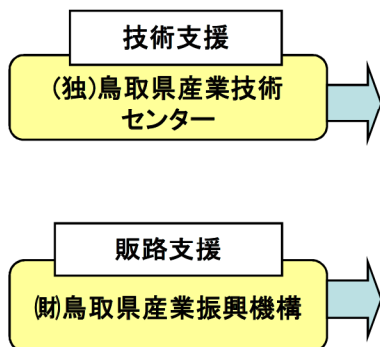 技術支援
(独)鳥取県産業技術
センター
販路支援
㈶鳥取県産業振興機構